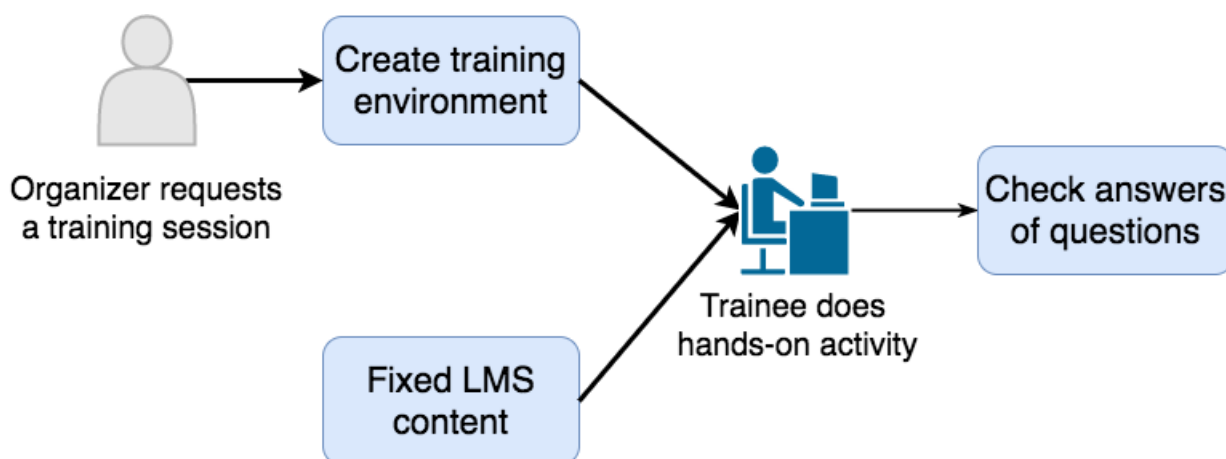 Create training
environment
Organizer requests
a training session
Check answers
of questions
Trainee does
hands-on activity
Fixed LMS
content